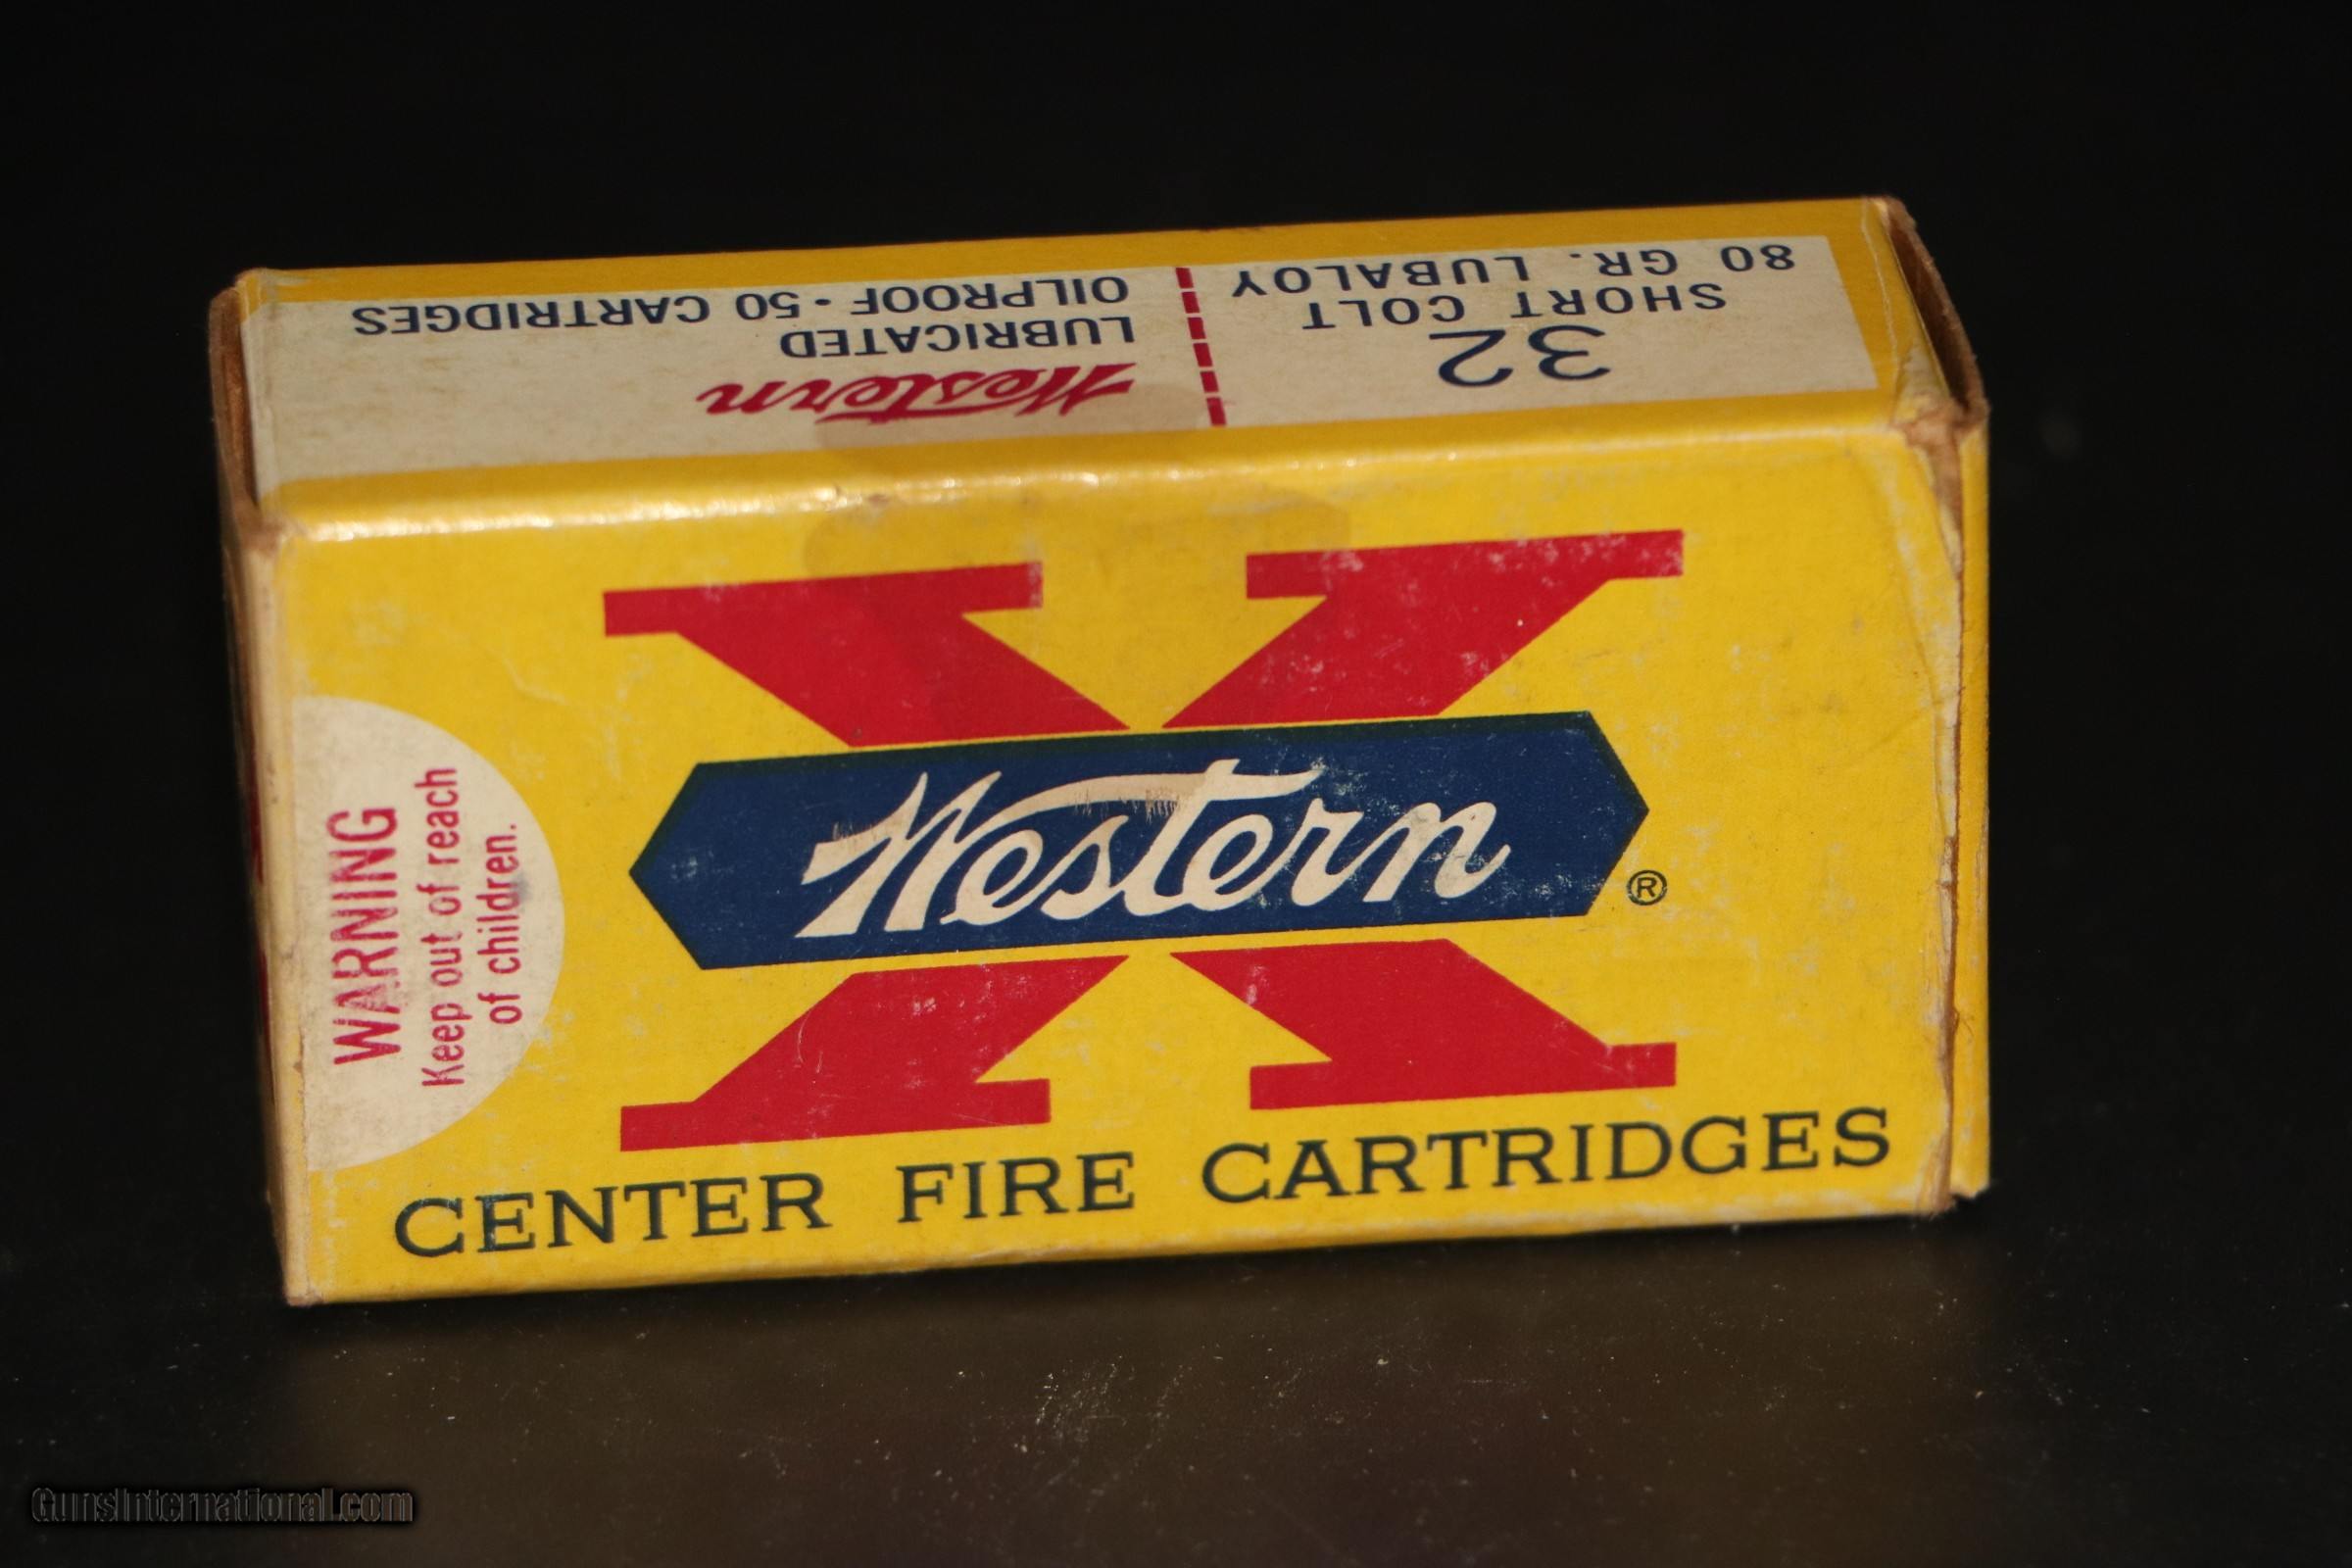 32
SHORT COLT
80 GR. LUBALOY
Western
LUBRICATED
OILPROOF • 50 CARTRIDGES
Western
®
WARNING
Keep out of reach
of children.
CENTER FIRE CARTRIDGES
GunsInternational.com